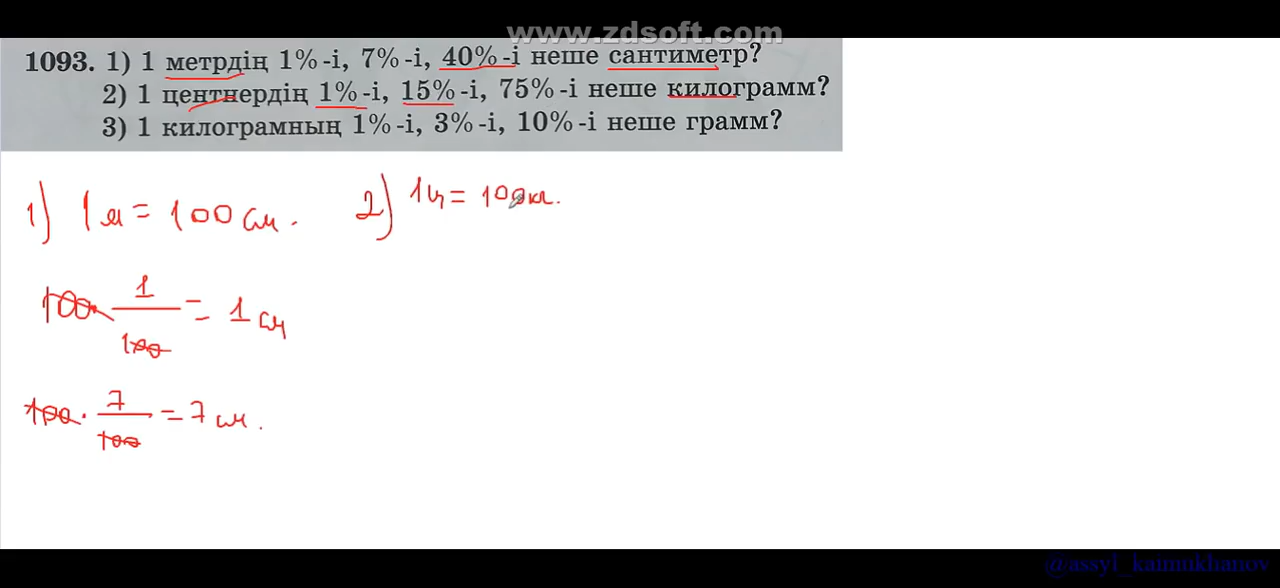 www.zdsoft.com
1093. 1) 1 метрдің 1%-і, 7%-і, 40%-і неше сантиметр?
2) 1 центнердің 1%-і, 15%-і, 75%-і неше килограмм?
3) 1 килограмның 1%-і, 3%-і, 10%-і неше грамм?
1) 1м = 100 см.
2) 1ц = 100кг.
100 · 1/100 = 1 см
100 · 7/100 = 7 см.
@assyl_kaimukhanov